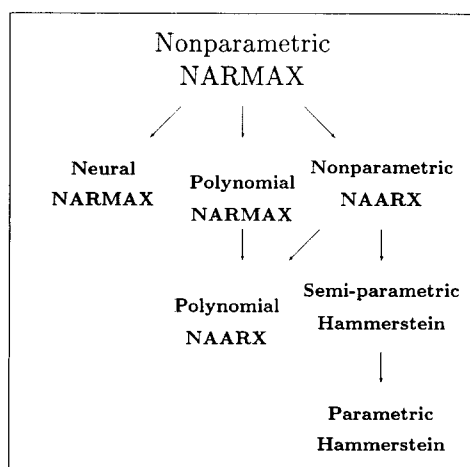 Nonparametric
NARMAX
Neural
NARMAX
Polynomial
NARMAX
Nonparametric
NAARX
Polynomial
NAARX
Semi-parametric
Hammerstein
Parametric
Hammerstein